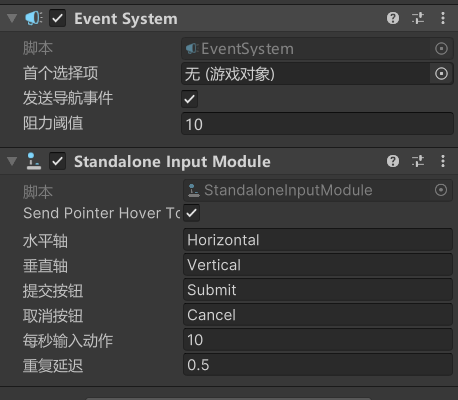 Event System
脚本 EventSystem
首个选择项 无 (游戏对象)
发送导航事件
阻力阈值 10
Standalone Input Module
脚本 StandaloneInputModule
Send Pointer Hover To
水平轴 Horizontal
垂直轴 Vertical
提交按钮 Submit
取消按钮 Cancel
每秒输入动作 10
重复延迟 0.5